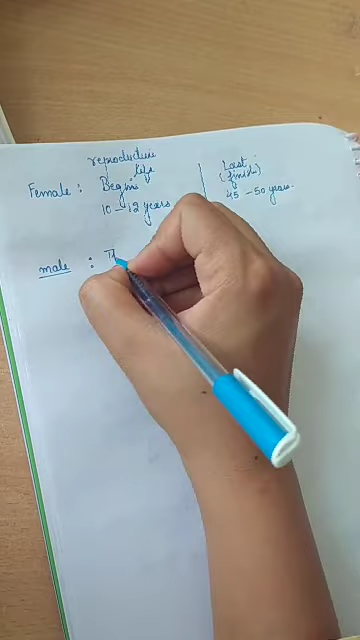 reproductive
life
Last
(finish)
Female : Begins
10 - 12 years
45 - 50 years
male :